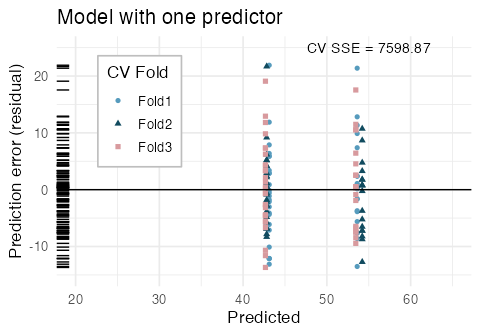 Model with one predictor
CV SSE = 7598.87
CV Fold
Fold1
Fold2
Fold3
Prediction error (residual)
20
10
0
-10
20
30
40
50
60
Predicted